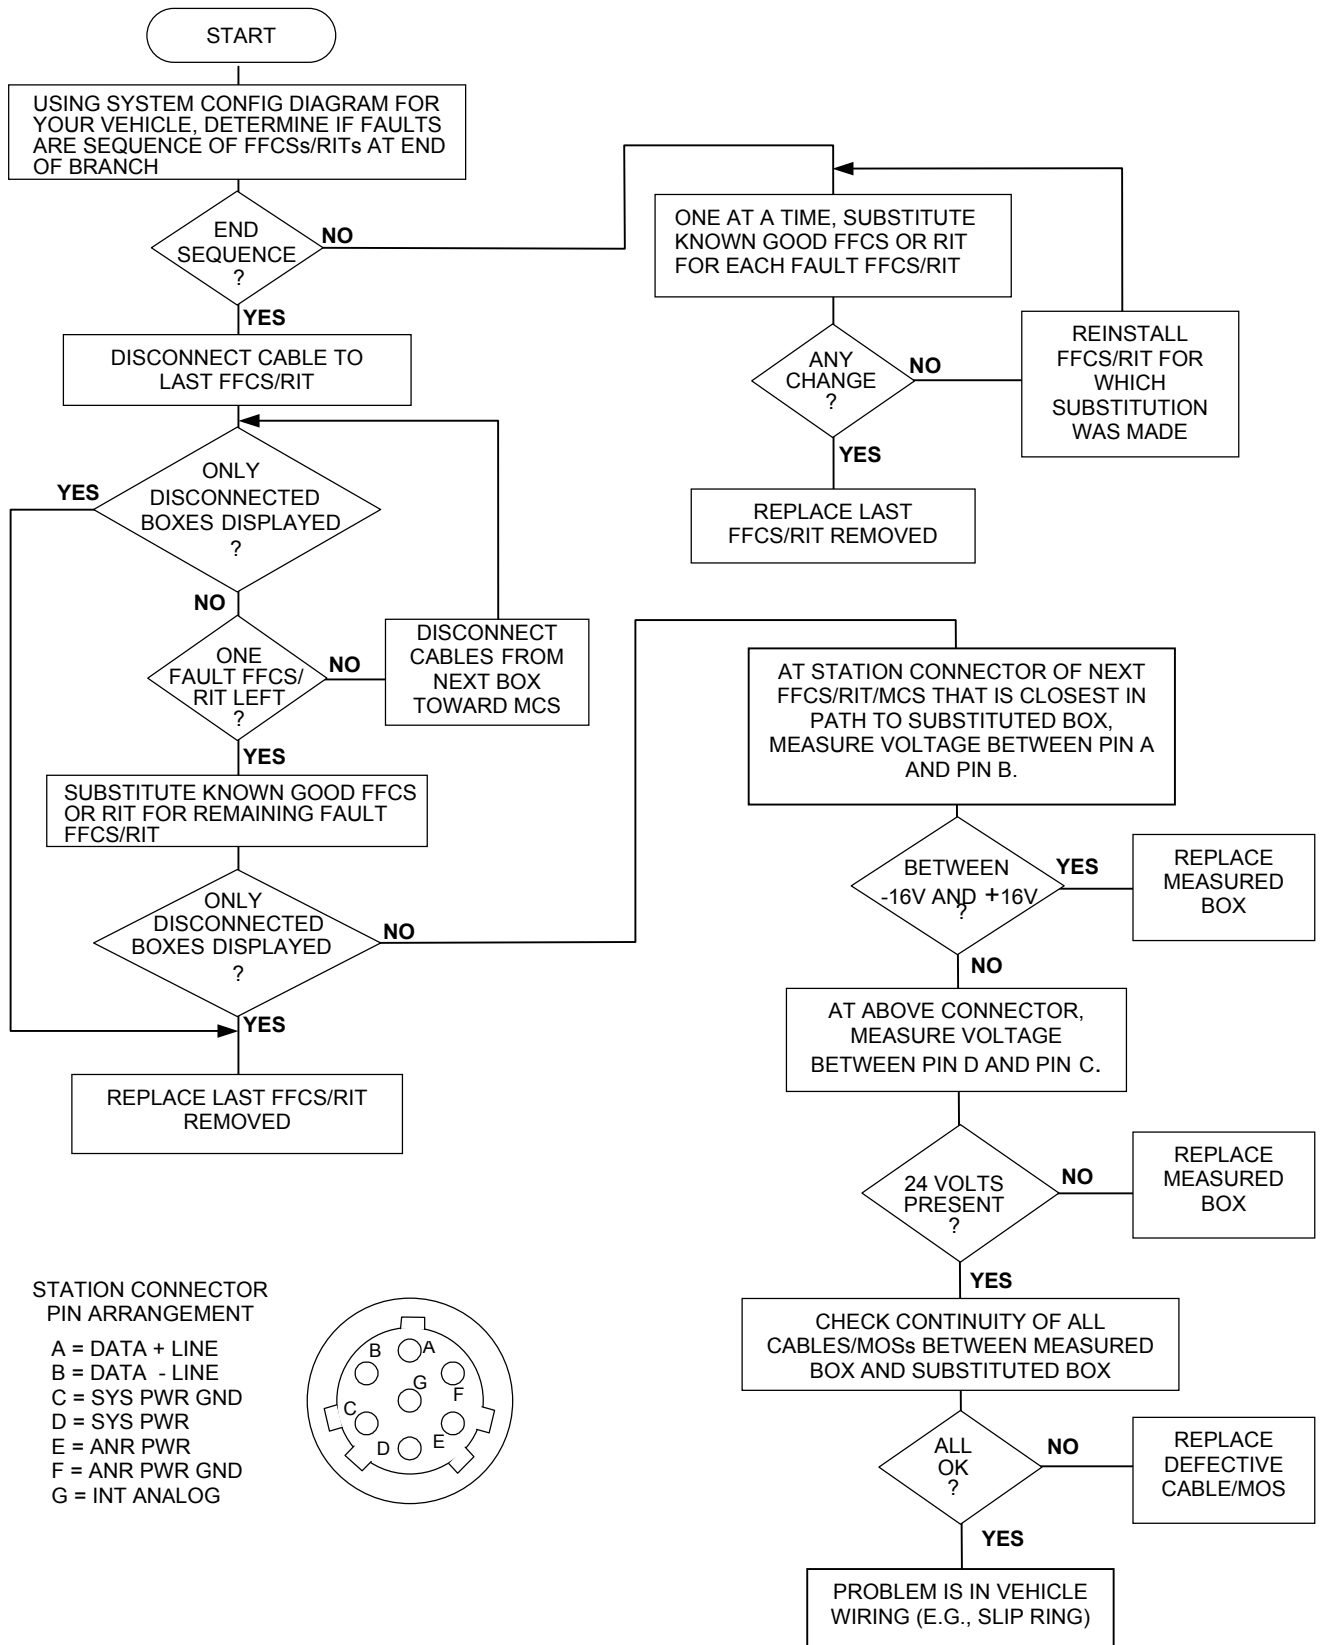 START
USING SYSTEM CONFIG DIAGRAM FOR
YOUR VEHICLE, DETERMINE IF FAULTS
ARE SEQUENCE OF FFCSs/RITs AT END
OF BRANCH
END
SEQUENCE
?
NO
YES
DISCONNECT CABLE TO
LAST FFCS/RIT
ONLY
DISCONNECTED
BOXES DISPLAYED
?
YES
NO
ONE
FAULT FFCS/
RIT LEFT
?
NO
DISCONNECT
CABLES FROM
NEXT BOX
TOWARD MCS
YES
SUBSTITUTE KNOWN GOOD FFCS
OR RIT FOR REMAINING FAULT
FFCS/RIT
ONLY
DISCONNECTED
BOXES DISPLAYED
?
NO
YES
REPLACE LAST FFCS/RIT
REMOVED
ONE AT A TIME, SUBSTITUTE
KNOWN GOOD FFCS OR RIT
FOR EACH FAULT FFCS/RIT
ANY
CHANGE
?
NO
REINSTALL
FFCS/RIT FOR
WHICH
SUBSTITUTION
WAS MADE
YES
REPLACE LAST
FFCS/RIT REMOVED
AT STATION CONNECTOR OF NEXT
FFCS/RIT/MCS THAT IS CLOSEST IN
PATH TO SUBSTITUTED BOX,
MEASURE VOLTAGE BETWEEN PIN A
AND PIN B.
BETWEEN
-16V AND +16V
?
YES
REPLACE
MEASURED
BOX
NO
AT ABOVE CONNECTOR,
MEASURE VOLTAGE
BETWEEN PIN D AND PIN C.
24 VOLTS
PRESENT
?
NO
REPLACE
MEASURED
BOX
YES
CHECK CONTINUITY OF ALL
CABLES/MOSs BETWEEN MEASURED
BOX AND SUBSTITUTED BOX
ALL
OK
?
NO
REPLACE
DEFECTIVE
CABLE/MOS
YES
PROBLEM IS IN VEHICLE
WIRING (E.G., SLIP RING)
STATION CONNECTOR
PIN ARRANGEMENT
A = DATA + LINE
B = DATA - LINE
C = SYS PWR GND
D = SYS PWR
E = ANR PWR
F = ANR PWR GND
G = INT ANALOG
B
A
G
F
C
D
E